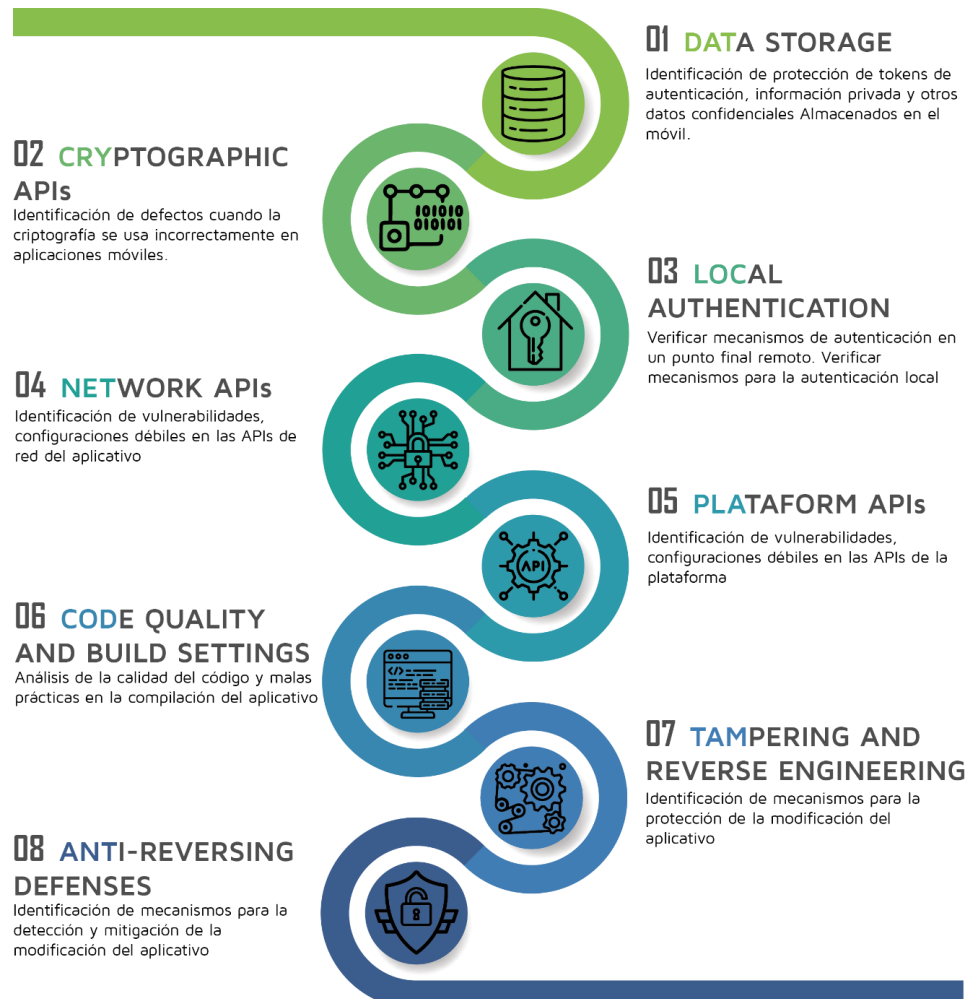 01 DATA STORAGE
Identificación de protección de tokens de
autenticación, información privada y otros
datos confidenciales Almacenados en el
móvil.
02 CRYPTOGRAPHIC
APIs
Identificación de defectos cuando la
criptografía se usa incorrectamente en
aplicaciones móviles.
101010
010101
03 LOCAL
AUTHENTICATION
Verificar mecanismos de autenticación en
un punto final remoto. Verificar
mecanismos para la autenticación local
04 NETWORK APIs
Identificación de vulnerabilidades,
configuraciones débiles en las APIs de
red del aplicativo
05 PLATAFORM APIs
Identificación de vulnerabilidades,
configuraciones débiles en las APIs de la
plataforma
API
06 CODE QUALITY
AND BUILD SETTINGS
Análisis de la calidad del código y malas
prácticas en la compilación del aplicativo
</>
07 TAMPERING AND
REVERSE ENGINEERING
Identificación de mecanismos para la
protección de la modificación del
aplicativo
08 ANTI-REVERSING
DEFENSES
Identificación de mecanismos para la
detección y mitigación de la
modificación del aplicativo